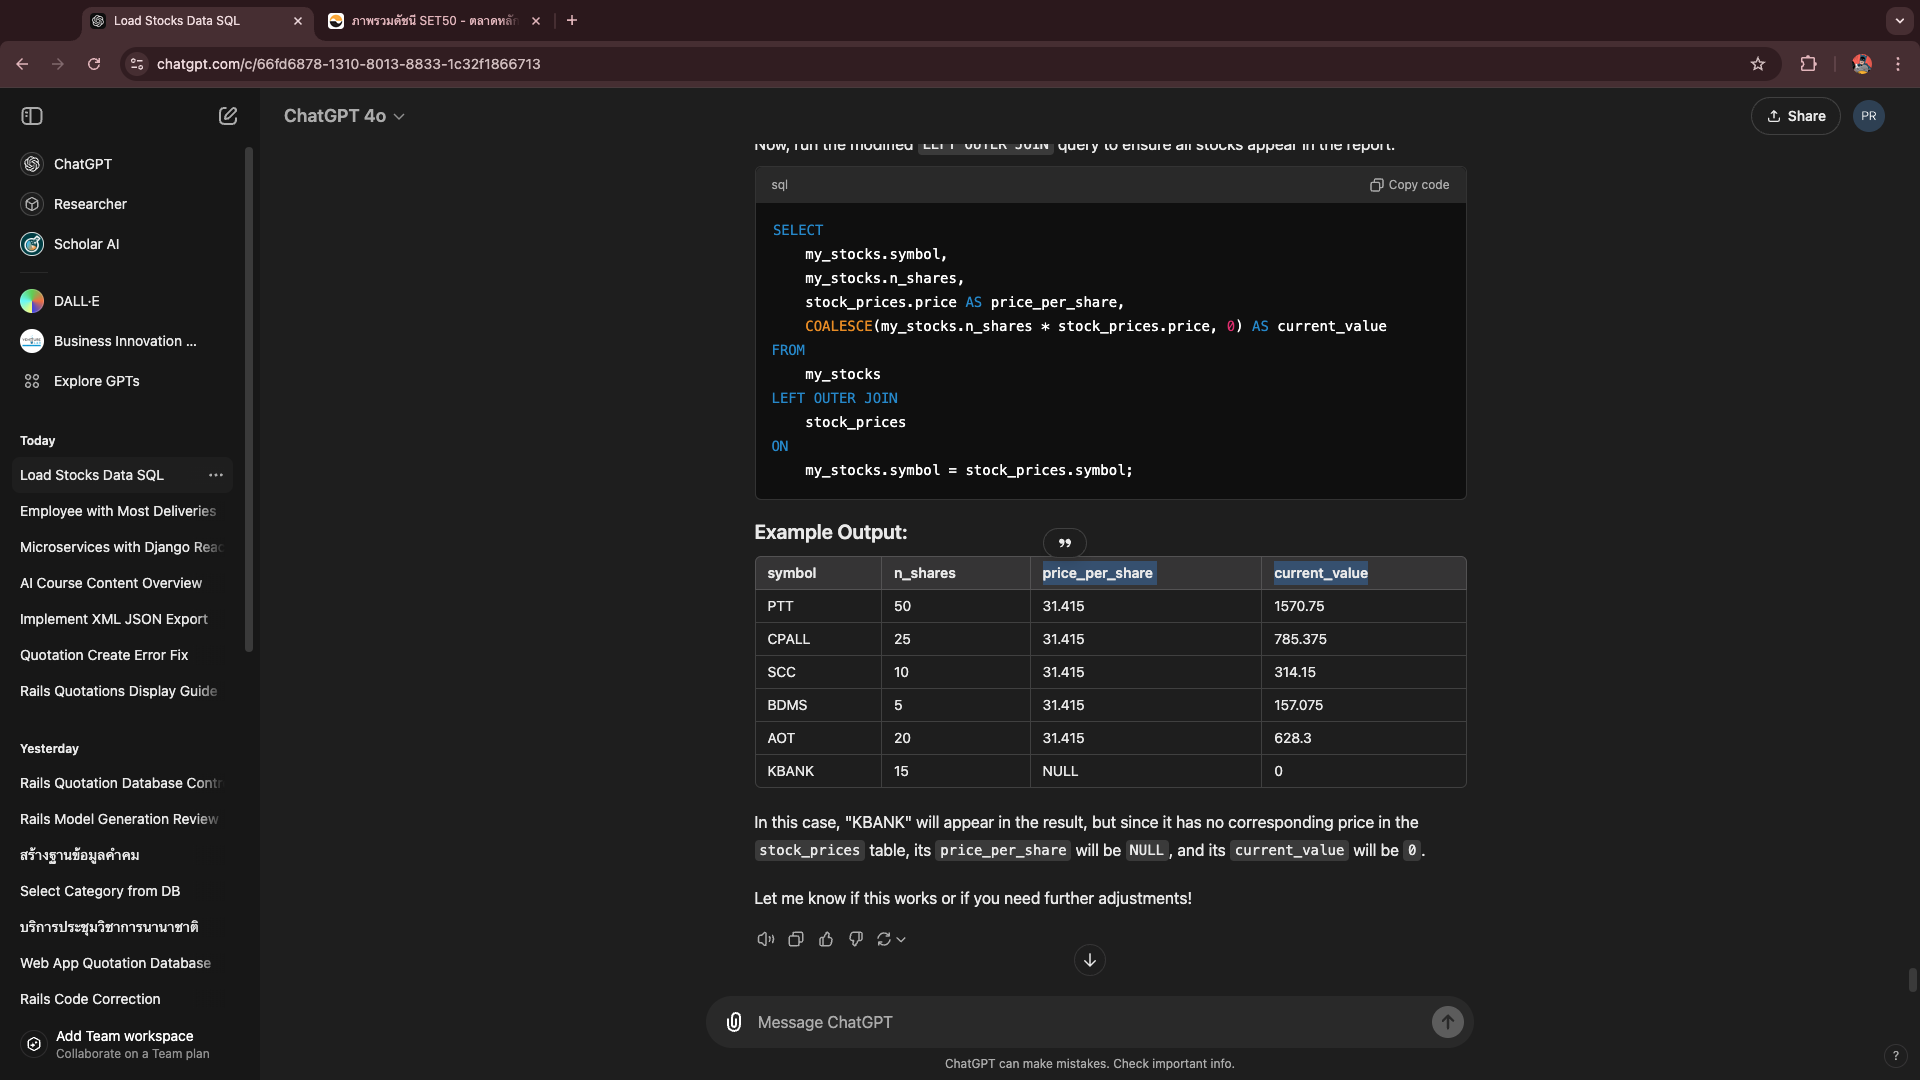 Load Stocks Data SQL
ภาพรวมดัชนี SET50 - ตลาดหลัก
chatgpt.com/c/66fd6878-1310-8013-8833-1c32f1866713
ChatGPT 4o
Share
PR
ChatGPT
Researcher
Scholar AI
DALL·E
Business Innovation ...
Explore GPTs
Today
Load Stocks Data SQL
Employee with Most Deliveries
Microservices with Django Reac
AI Course Content Overview
Implement XML JSON Export
Quotation Create Error Fix
Rails Quotations Display Guide
Yesterday
Rails Quotation Database Contr
Rails Model Generation Review
สร้างฐานข้อมูลคำคม
Select Category from DB
บริการประชุมวิชาการนานาชาติ
Web App Quotation Database
Rails Code Correction
Add Team workspace
Collaborate on a Team plan
Now, run the modified LEFT OUTER JOIN query to ensure all stocks appear in the report.
sql
Copy code
SELECT
my_stocks.symbol,
my_stocks.n_shares,
stock_prices.price AS price_per_share,
COALESCE(my_stocks.n_shares * stock_prices.price, 0) AS current_value
FROM
my_stocks
LEFT OUTER JOIN
stock_prices
ON
my_stocks.symbol = stock_prices.symbol;
Example Output:
symbol n_shares price_per_share current_value
PTT 50 31.415 1570.75
CPALL 25 31.415 785.375
SCC 10 31.415 314.15
BDMS 5 31.415 157.075
AOT 20 31.415 628.3
KBANK 15 NULL 0
In this case, "KBANK" will appear in the result, but since it has no corresponding price in the
stock_prices table, its price_per_share will be NULL, and its current_value will be 0.
Let me know if this works or if you need further adjustments!
Message ChatGPT
ChatGPT can make mistakes. Check important info.
?